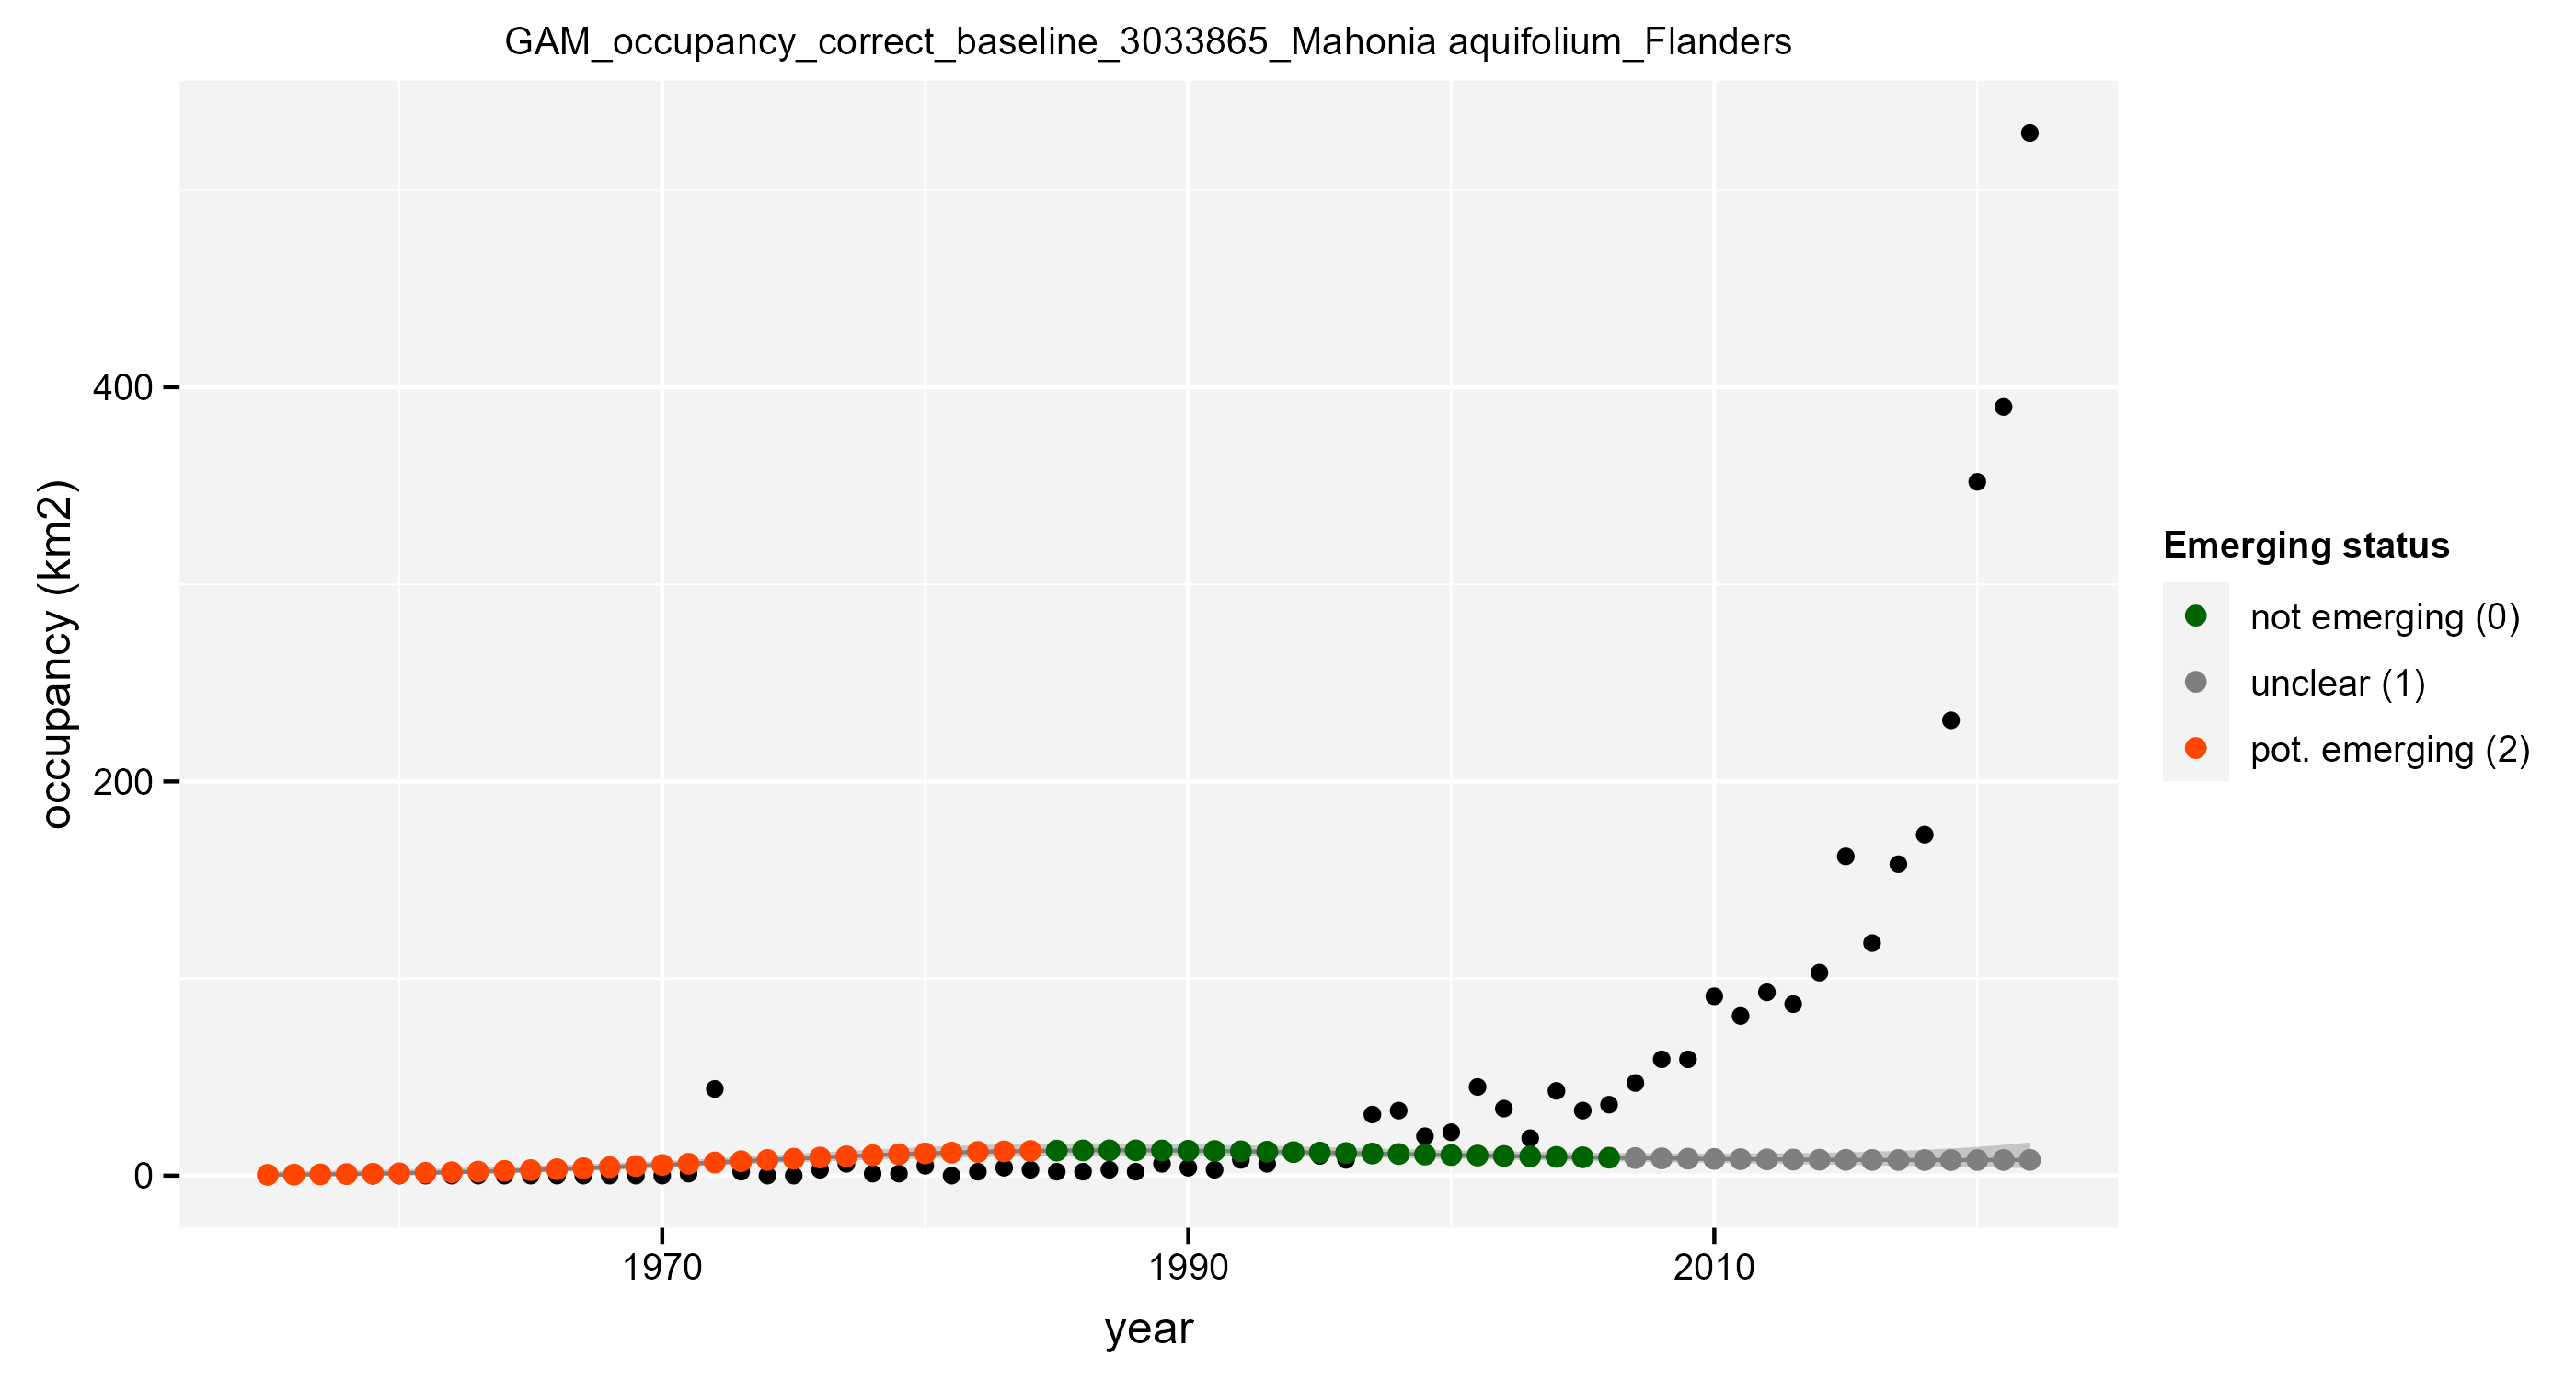 GAM_occupancy_correct_baseline_3033865_Mahonia aquifolium_Flanders
occupancy (km2)
400
200
0
1970
1990
2010
year
Emerging status
not emerging (0)
unclear (1)
pot. emerging (2)